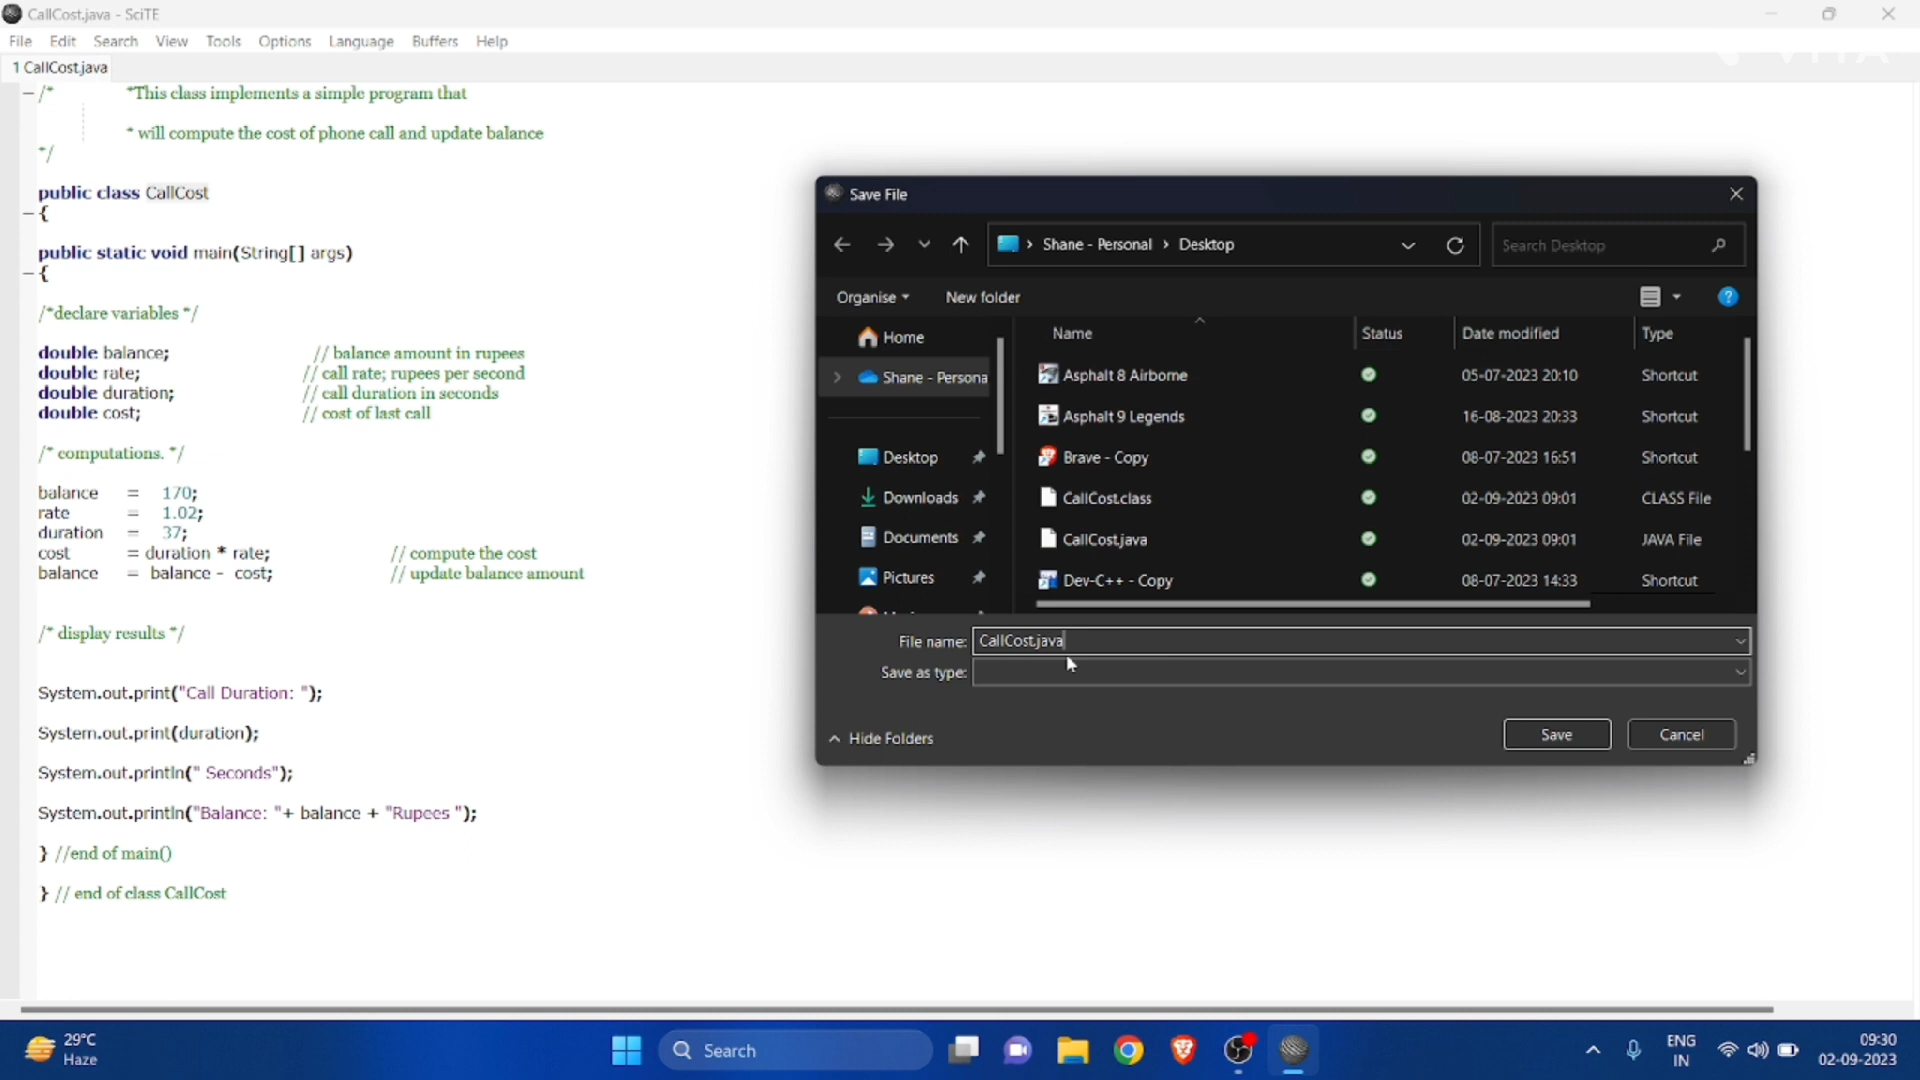 CallCost.java - SciTE
File Edit Search View Tools Options Language Buffers Help
1 CallCost.java
/* *This class implements a simple program that
* will compute the cost of phone call and update balance
*/
public class CallCost
{
public static void main(String[] args)
{
/*declare variables */
double balance; // balance amount in rupees
double rate; // call rate; rupees per second
double duration; // call duration in seconds
double cost; // cost of last call
/* computations. */
balance = 170;
rate = 1.02;
duration = 37;
cost = duration * rate; // compute the cost
balance = balance - cost; // update balance amount
/* display results */
System.out.print("Call Duration: ");
System.out.print(duration);
System.out.println(" Seconds");
System.out.println("Balance: "+ balance + "Rupees ");
} //end of main()
} // end of class CallCost
Save File
Shane - Personal > Desktop
Search Desktop
Organise New folder
Home
Shane - Persona
Desktop
Downloads
Documents
Pictures
Name Status Date modified Type
Asphalt 8 Airborne 05-07-2023 20:10 Shortcut
Asphalt 9 Legends 16-08-2023 20:33 Shortcut
Brave - Copy 08-07-2023 16:51 Shortcut
CallCost.class 02-09-2023 09:01 CLASS File
CallCost.java 02-09-2023 09:01 JAVA File
Dev-C++ - Copy 08-07-2023 14:33 Shortcut
File name: CallCost.java
Save as type:
Hide Folders
Save Cancel
29°C
Haze
Search
ENG
IN
09:30
02-09-2023